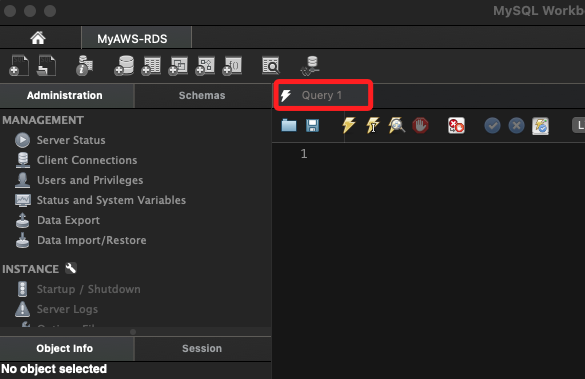 MySQL Workb
MyAWS-RDS
Administration
Schemas
Query 1
MANAGEMENT
Server Status
Client Connections
Users and Privileges
Status and System Variables
Data Export
Data Import/Restore
INSTANCE
Startup / Shutdown
Server Logs
1
L
Object Info
Session
No object selected